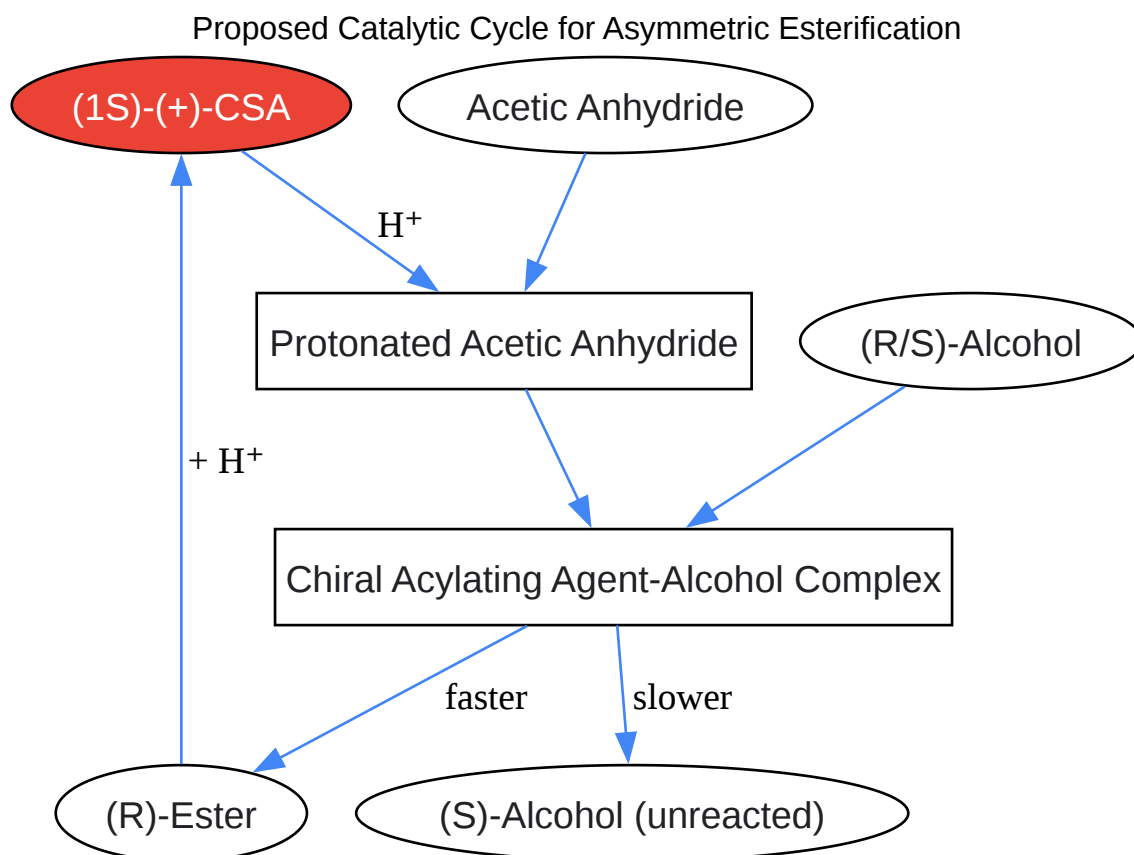 Proposed Catalytic Cycle for Asymmetric Esterification
(1S)-(+)-CSA
Acetic Anhydride
H⁺
Protonated Acetic Anhydride
(R/S)-Alcohol
+ H⁺
Chiral Acylating Agent-Alcohol Complex
faster
slower
(R)-Ester
(S)-Alcohol (unreacted)